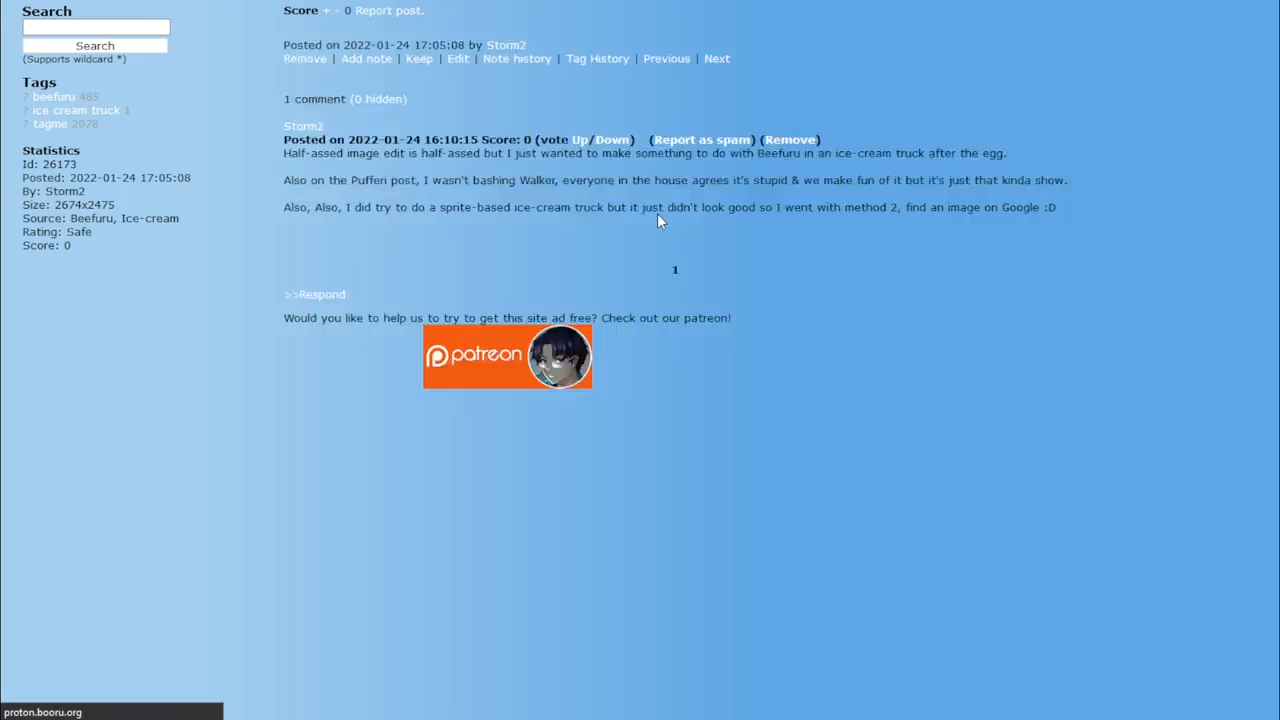 Search
Search
(Supports wildcard *)
Tags
? beefuru 485
? ice cream truck 1
? tagme 2078
Statistics
Id: 26173
Posted: 2022-01-24 17:05:08
By: Storm2
Size: 2674x2475
Source: Beefuru, Ice-cream
Rating: Safe
Score: 0
Score + - 0 Report post.
Posted on 2022-01-24 17:05:08 by Storm2
Remove | Add note | Keep | Edit | Note history | Tag History | Previous | Next
1 comment (0 hidden)
Storm2
Posted on 2022-01-24 16:10:15 Score: 0 (vote Up/Down) (Report as spam) (Remove)
Half-assed image edit is half-assed but I just wanted to make something to do with Beefuru in an ice-cream truck after the egg.
Also on the Pufferi post, I wasn't bashing Walker, everyone in the house agrees it's stupid & we make fun of it but it's just that kinda show.
Also, Also, I did try to do a sprite-based ice-cream truck but it just didn't look good so I went with method 2, find an image on Google :D
1
>>Respond
Would you like to help us to try to get this site ad free? Check out our patreon!
patreon
proton.booru.org